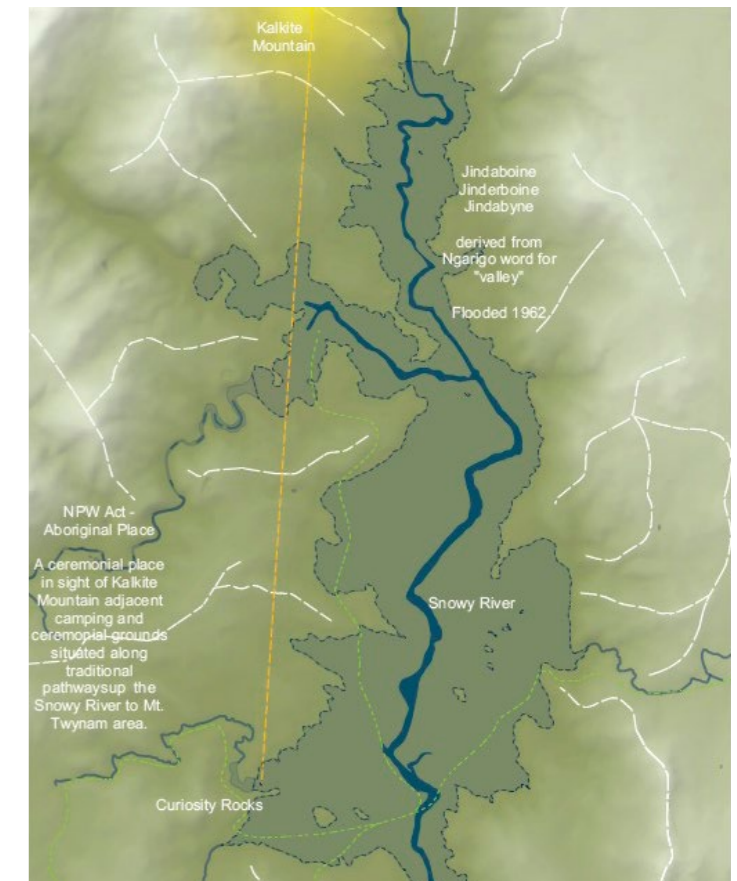 Kalkite
Mountain
Jindaboine
Jinderboine
Jindabyne
derived from
Ngarigo word for
"valley"
Flooded 1962
NPW Act -
Aboriginal Place
A ceremonial place
in sight of Kalkite
Mountain adjacent
camping and
ceremonial grounds
situated along
traditional
pathwaysup the
Snowy River to Mt.
Twynam area.
Snowy River
Curiosity Rocks